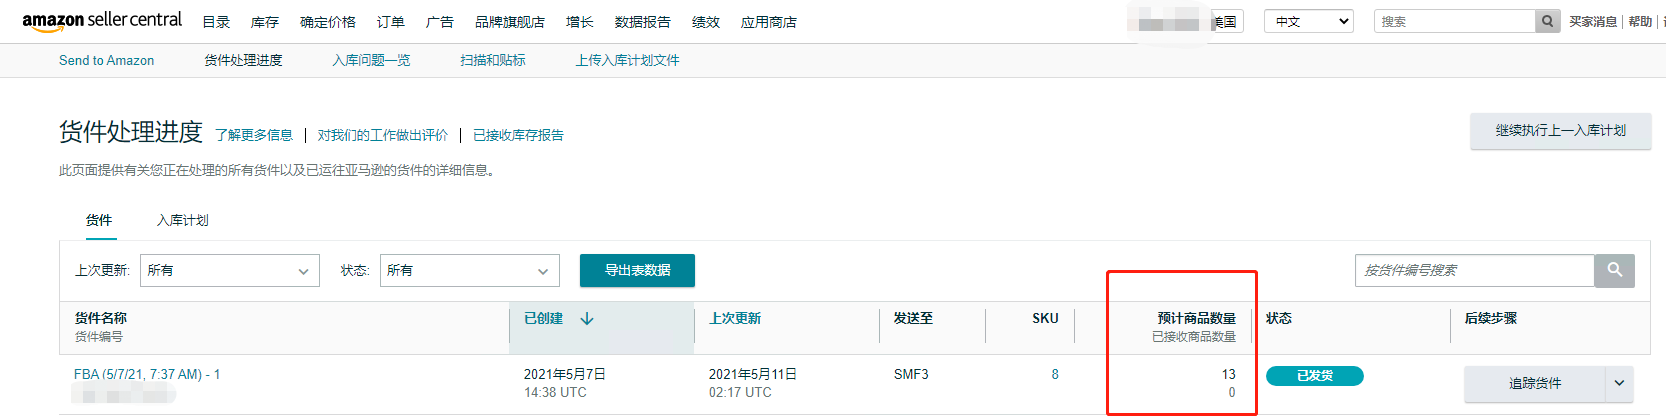 amazon seller central 目录 库存 确定价格 订单 广告 品牌旗舰店 增长 数据报告 绩效 应用商店 美国 中文 搜索 买家消息 | 帮助 |
Send to Amazon 货件处理进度 入库问题一览 扫描和贴标 上传入库计划文件
货件处理进度 了解更多信息 | 对我们的工作做出评价 | 已接收库存报告 继续执行上一入库计划
此页面提供有关您正在处理的所有货件以及已运往亚马逊的货件的详细信息。
货件 入库计划
上次更新: 所有 状态: 所有 导出表数据 按货件编号搜索
货件名称 已创建 上次更新 发送至 SKU 预计商品数量 状态 后续步骤
货件编号 已接收商品数量
FBA (5/7/21, 7:37 AM) - 1 2021年5月7日 2021年5月11日 SMF3 8 13 已发货 追踪货件
14:38 UTC 02:17 UTC 0